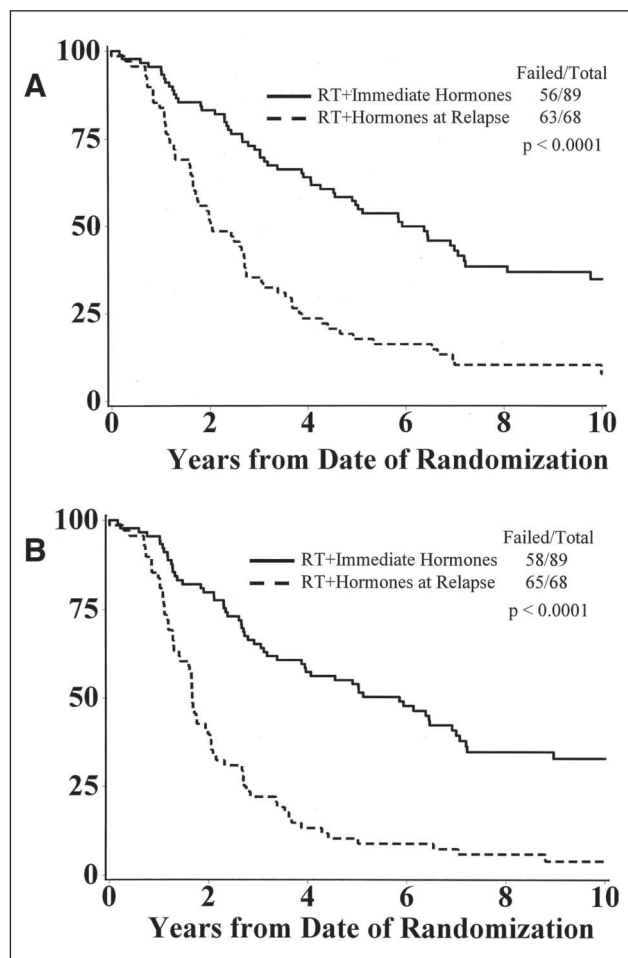 A
100
75
50
25
0
Failed/Total
RT+Immediate Hormones 56/89
RT+Hormones at Relapse 63/68
p < 0.0001
0 2 4 6 8 10
Years from Date of Randomization
B
100
75
50
25
0
Failed/Total
RT+Immediate Hormones 58/89
RT+Hormones at Relapse 65/68
p < 0.0001
0 2 4 6 8 10
Years from Date of Randomization